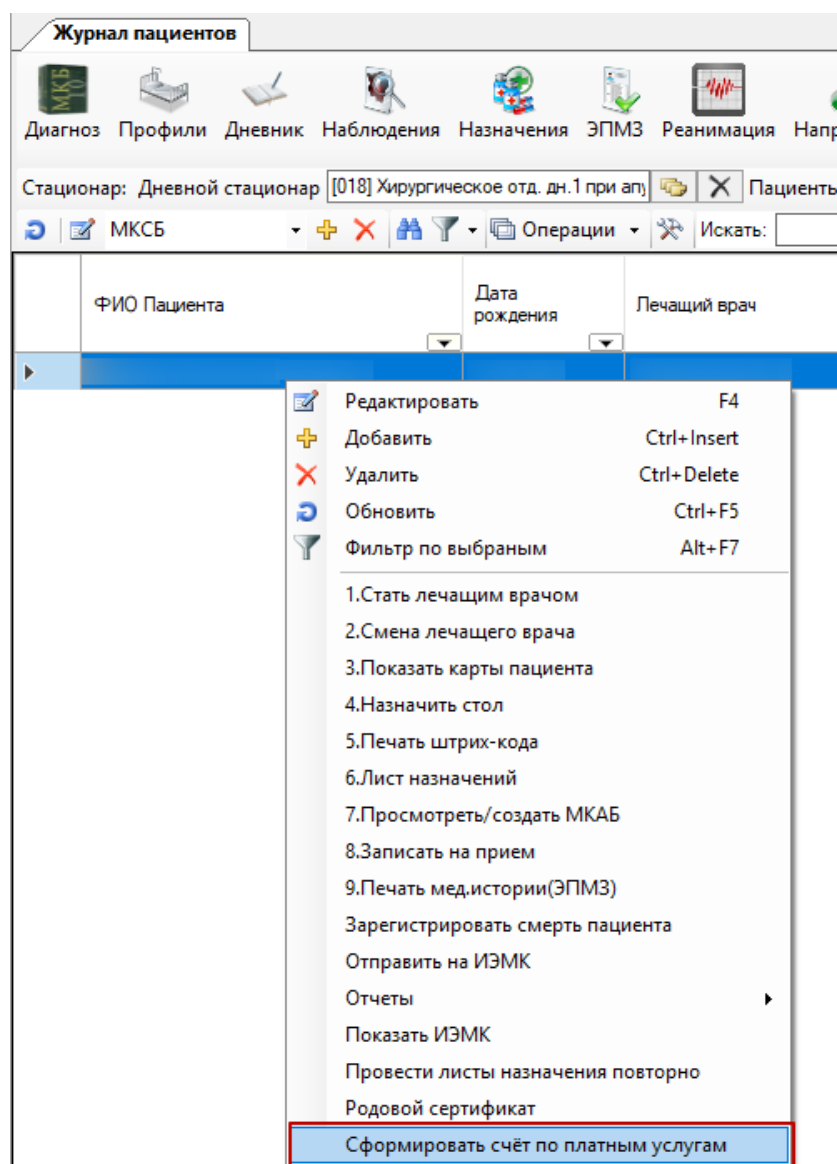 Журнал пациентов
МКБ 10
Диагноз Профили Дневник Наблюдения Назначения ЭПМЗ Реанимация Напр
Стационар: Дневной стационар [018] Хирургическое отд. дн.1 при апу Пациенты
МКСБ Операции Искать:
ФИО Пациента Дата рождения Лечащий врач
Редактировать F4
Добавить Ctrl+Insert
Удалить Ctrl+Delete
Обновить Ctrl+F5
Фильтр по выбраным Alt+F7
1.Стать лечащим врачом
2.Смена лечащего врача
3.Показать карты пациента
4.Назначить стол
5.Печать штрих-кода
6.Лист назначений
7.Просмотреть/создать МКАБ
8.Записать на прием
9.Печать мед.истории(ЭПМЗ)
Зарегистрировать смерть пациента
Отправить на ИЭМК
Отчеты
Показать ИЭМК
Провести листы назначения повторно
Родовой сертификат
Сформировать счёт по платным услугам